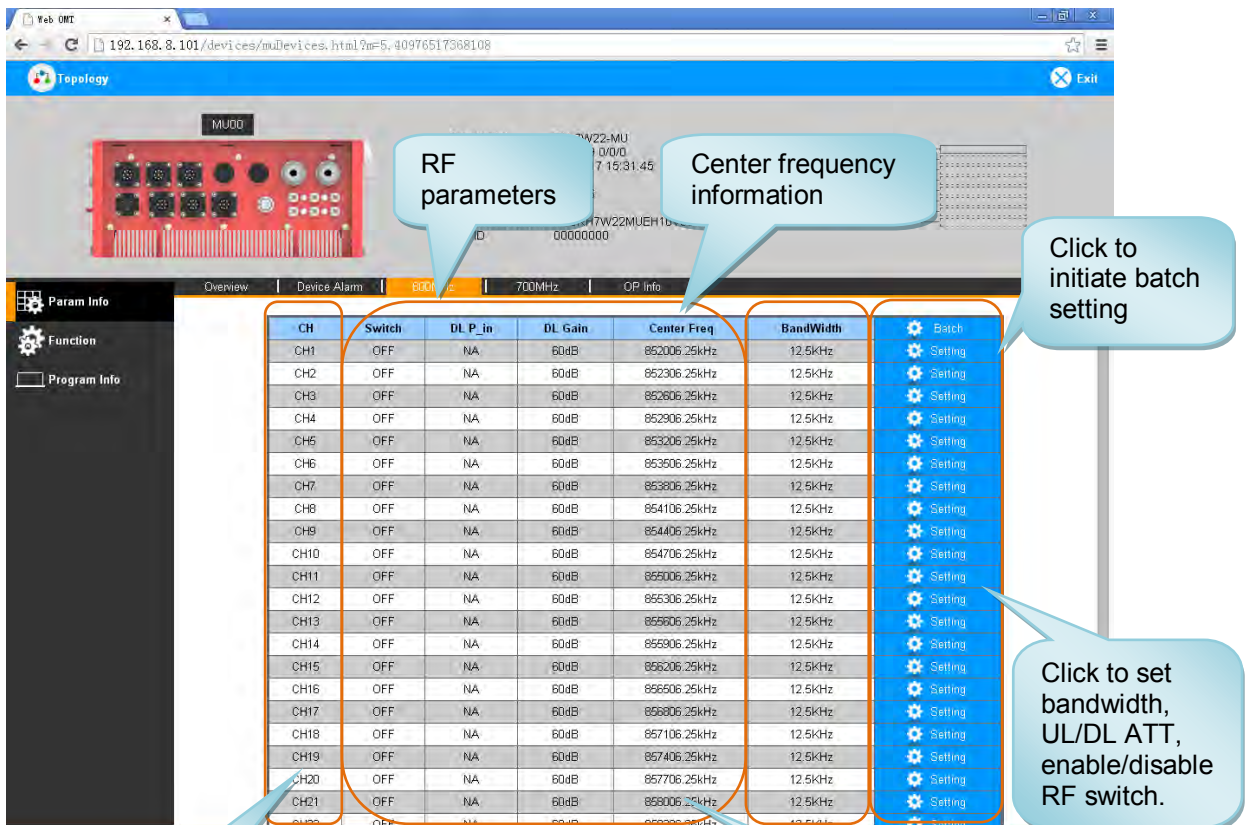 Web OMT
192.168.8.101/devices/muDevices.html?m=5.40976517368108
Topology
Exit
MU00
W22-MU
0/0/0
15:31:45
00000000
RF
parameters
Center frequency
information
Click to
initiate batch
setting
Param Info
Function
Program Info
Overview | Device Alarm | 800MHz | 700MHz | OP Info
CH Switch DL P_in DL Gain Center Freq BandWidth Batch
CH1 OFF NA 60dB 852006.25kHz 12.5KHz Setting
CH2 OFF NA 60dB 852306.25kHz 12.5KHz Setting
CH3 OFF NA 60dB 852606.25kHz 12.5KHz Setting
CH4 OFF NA 60dB 852906.25kHz 12.5KHz Setting
CH5 OFF NA 60dB 853206.25kHz 12.5KHz Setting
CH6 OFF NA 60dB 853506.25kHz 12.5KHz Setting
CH7 OFF NA 60dB 853806.25kHz 12.5KHz Setting
CH8 OFF NA 60dB 854106.25kHz 12.5KHz Setting
CH9 OFF NA 60dB 854406.25kHz 12.5KHz Setting
CH10 OFF NA 60dB 854706.25kHz 12.5KHz Setting
CH11 OFF NA 60dB 855006.25kHz 12.5KHz Setting
CH12 OFF NA 60dB 855306.25kHz 12.5KHz Setting
CH13 OFF NA 60dB 855606.25kHz 12.5KHz Setting
CH14 OFF NA 60dB 855906.25kHz 12.5KHz Setting
CH15 OFF NA 60dB 856206.25kHz 12.5KHz Setting
CH16 OFF NA 60dB 856506.25kHz 12.5KHz Setting
CH17 OFF NA 60dB 856806.25kHz 12.5KHz Setting
CH18 OFF NA 60dB 857106.25kHz 12.5KHz Setting
CH19 OFF NA 60dB 857406.25kHz 12.5KHz Setting
CH20 OFF NA 60dB 857706.25kHz 12.5KHz Setting
CH21 OFF NA 60dB 858006.25kHz 12.5KHz Setting
Click to set
bandwidth,
UL/DL ATT,
enable/disable
RF switch.